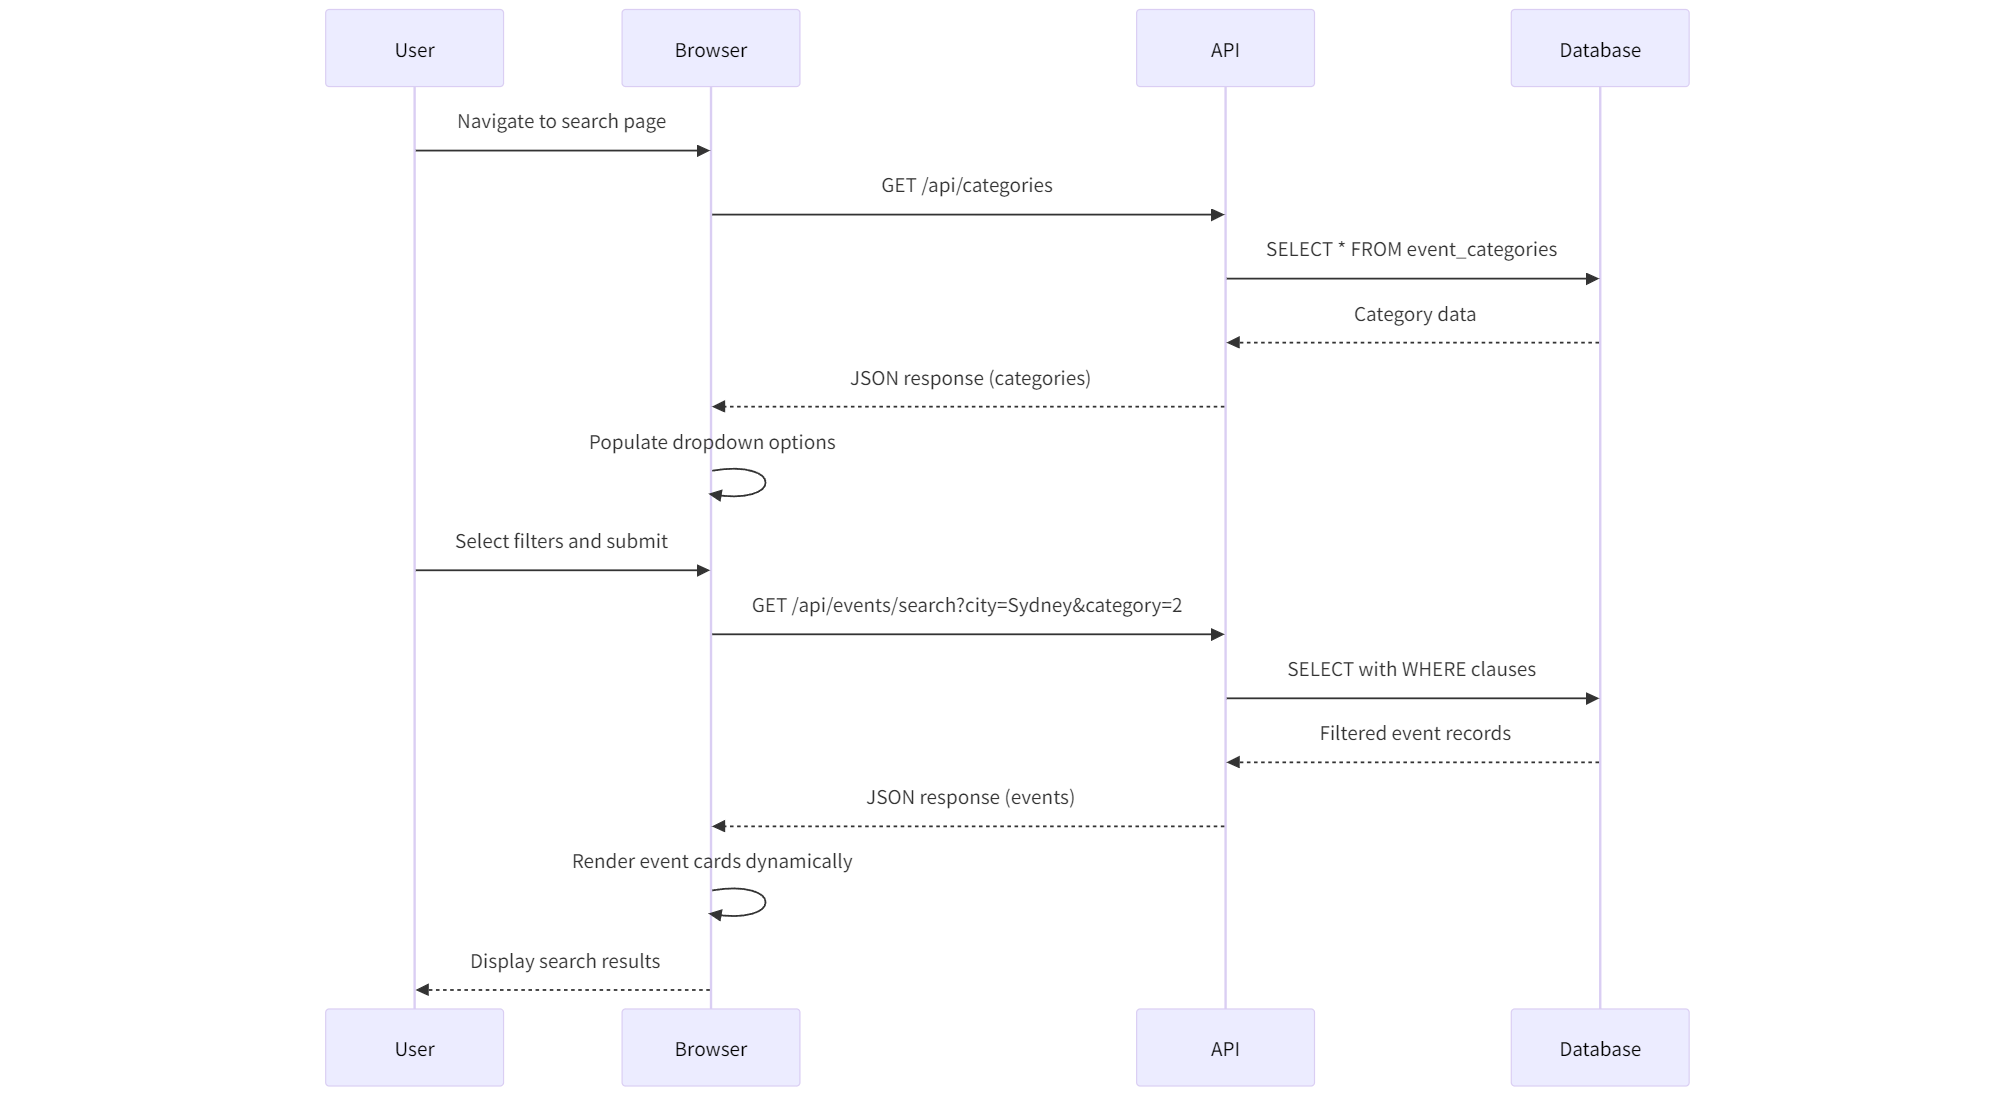 User
Browser
API
Database
Navigate to search page
GET /api/categories
SELECT * FROM event_categories
Category data
JSON response (categories)
Populate dropdown options
Select filters and submit
GET /api/events/search?city=Sydney&category=2
SELECT with WHERE clauses
Filtered event records
JSON response (events)
Render event cards dynamically
Display search results
User
Browser
API
Database